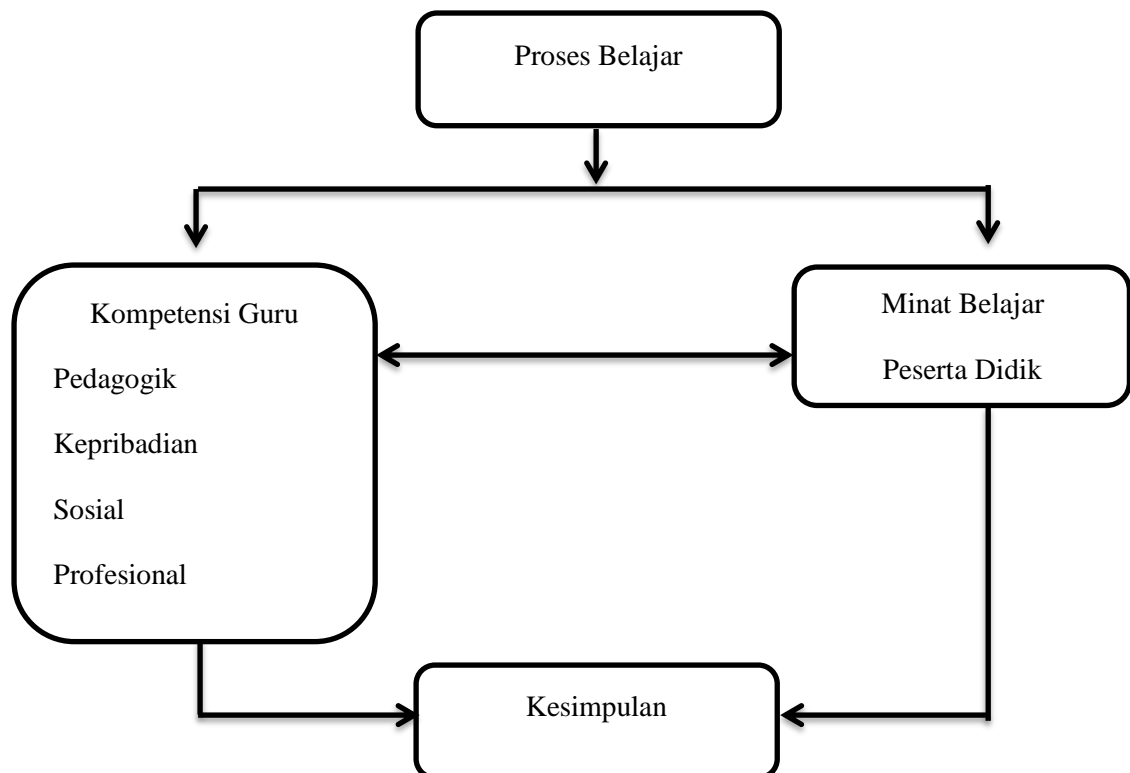 Proses Belajar
Kompetensi Guru
Pedagogik
Kepribadian
Sosial
Profesional
Minat Belajar
Peserta Didik
Kesimpulan